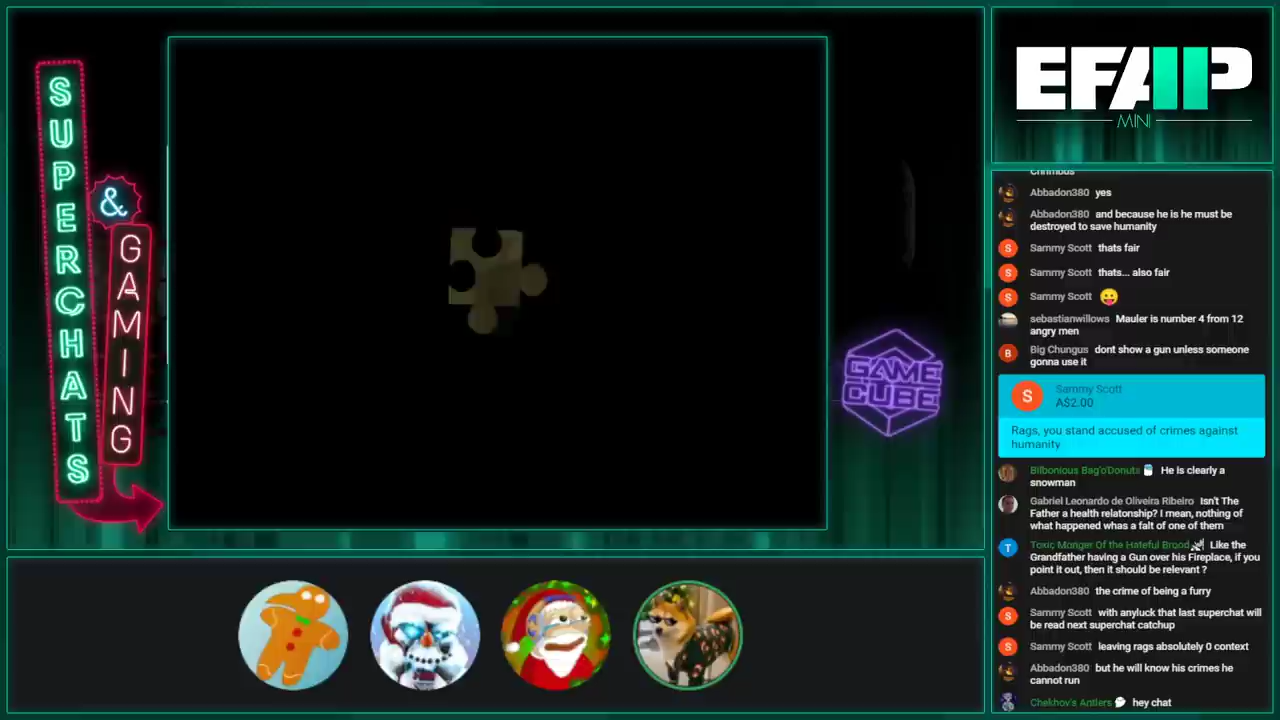 SUPERCHATS
&
GAMING
GAME
CUBE
EFAP
MINI
Christmas
Abbadon380 yes
Abbadon380 and because he is he must be
destroyed to save humanity
Sammy Scott thats fair
Sammy Scott thats... also fair
Sammy Scott
sebastianwillows Mauler is number 4 from 12
angry men
Big Chungus dont show a gun unless someone
gonna use it
Sammy Scott
A$2.00
Rags, you stand accused of crimes against
humanity
Bilbonious Bag'o'Donuts He is clearly a
snowman
Gabriel Leonardo de Oliveira Ribeiro Isn't The
Father a health relatonship? I mean, nothing of
what happened whas a falt of one of them
Toxic Monger Of the Hateful Brood Like the
Grandfather having a Gun over his Fireplace, if you
point it out, then it should be relevant ?
Abbadon380 the crime of being a furry
Sammy Scott with anyluck that last superchat will
be read next superchat catchup
Sammy Scott leaving rags absolutely 0 context
Abbadon380 but he will know his crimes he
cannot run
Chekhov's Antlers hey chat